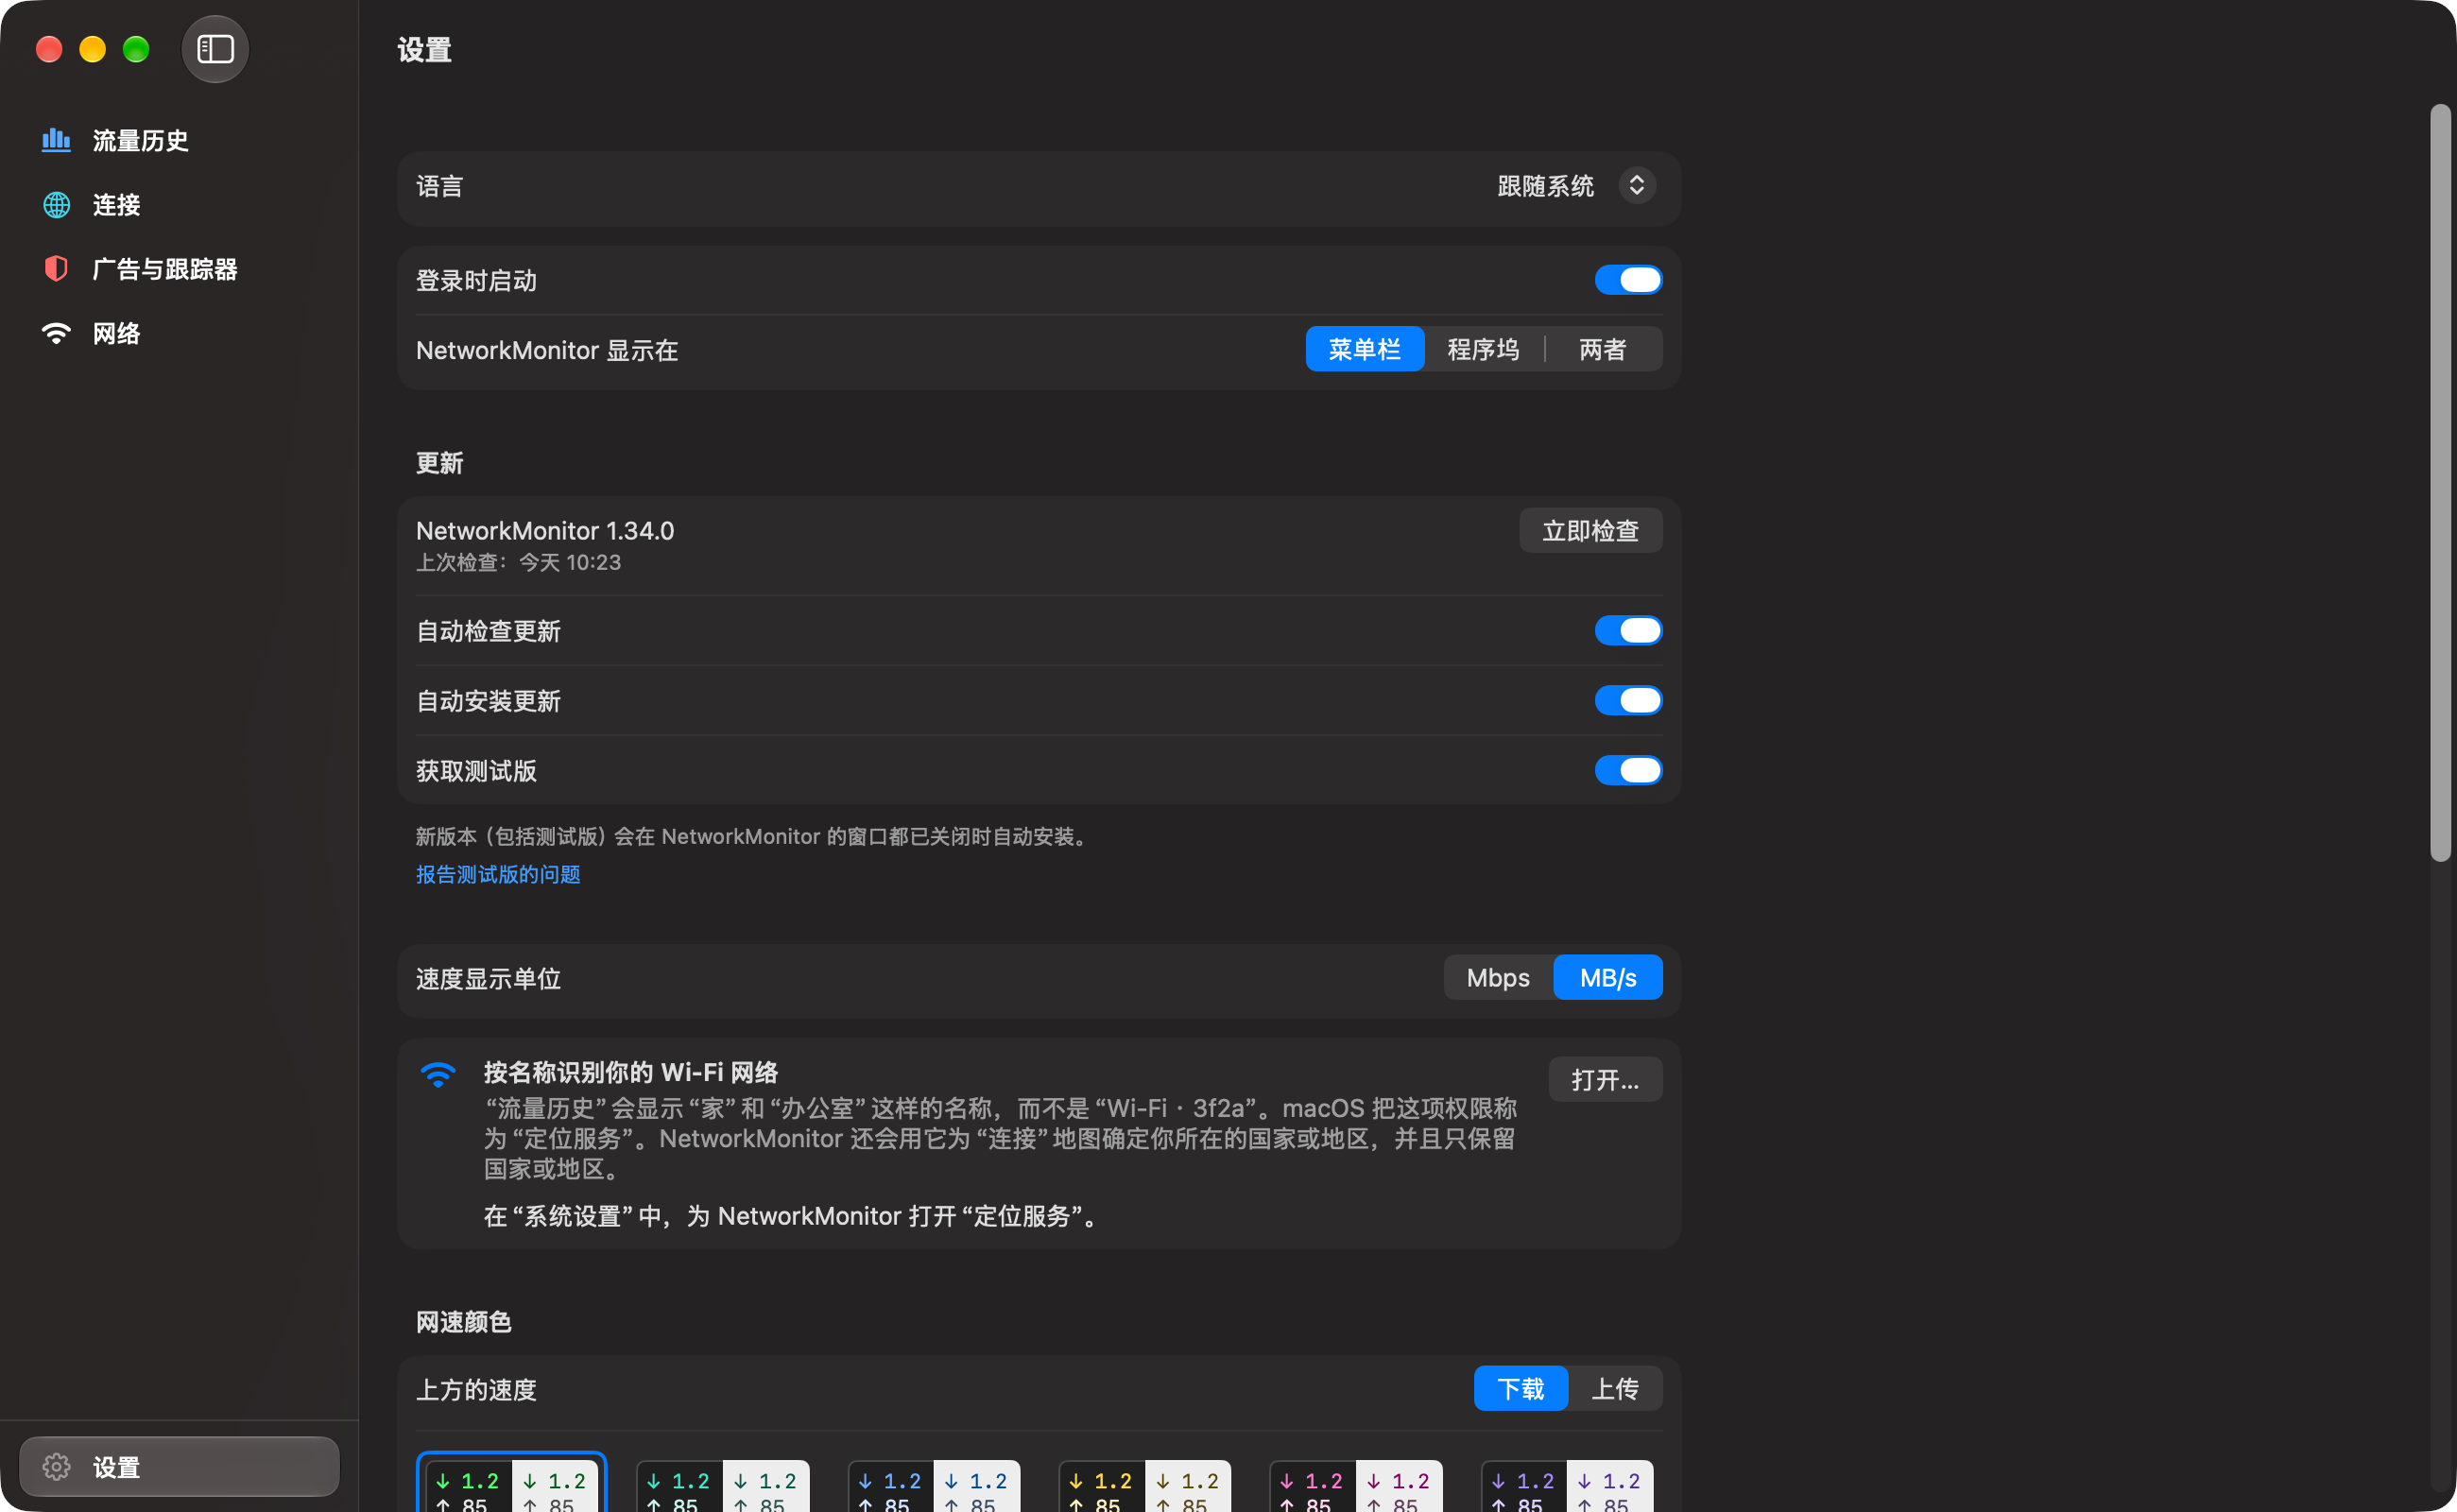 设置
流量历史
连接
广告与跟踪器
网络
语言
跟随系统
登录时启动
NetworkMonitor 显示在
菜单栏 程序坞 两者
更新
NetworkMonitor 1.34.0
上次检查：今天 10:23
立即检查
自动检查更新
自动安装更新
获取测试版
新版本（包括测试版）会在 NetworkMonitor 的窗口都已关闭时自动安装。
报告测试版的问题
速度显示单位
Mbps MB/s
按名称识别你的 Wi-Fi 网络
打开...
“流量历史”会显示“家”和“办公室”这样的名称，而不是“Wi-Fi · 3f2a”。macOS 把这项权限称
为“定位服务”。NetworkMonitor 还会用它为“连接”地图确定你所在的国家或地区，并且只保留
国家或地区。
在“系统设置”中，为 NetworkMonitor 打开“定位服务”。
网速颜色
上方的速度
下载 上传
↓ 1.2 ↓ 1.2 ↓ 1.2 ↓ 1.2 ↓ 1.2 ↓ 1.2 ↓ 1.2 ↓ 1.2 ↓ 1.2 ↓ 1.2 ↓ 1.2 ↓ 1.2
↑ 85 ↑ 85 ↑ 85 ↑ 85 ↑ 85 ↑ 85 ↑ 85 ↑ 85 ↑ 85 ↑ 85 ↑ 85 ↑ 85
设置